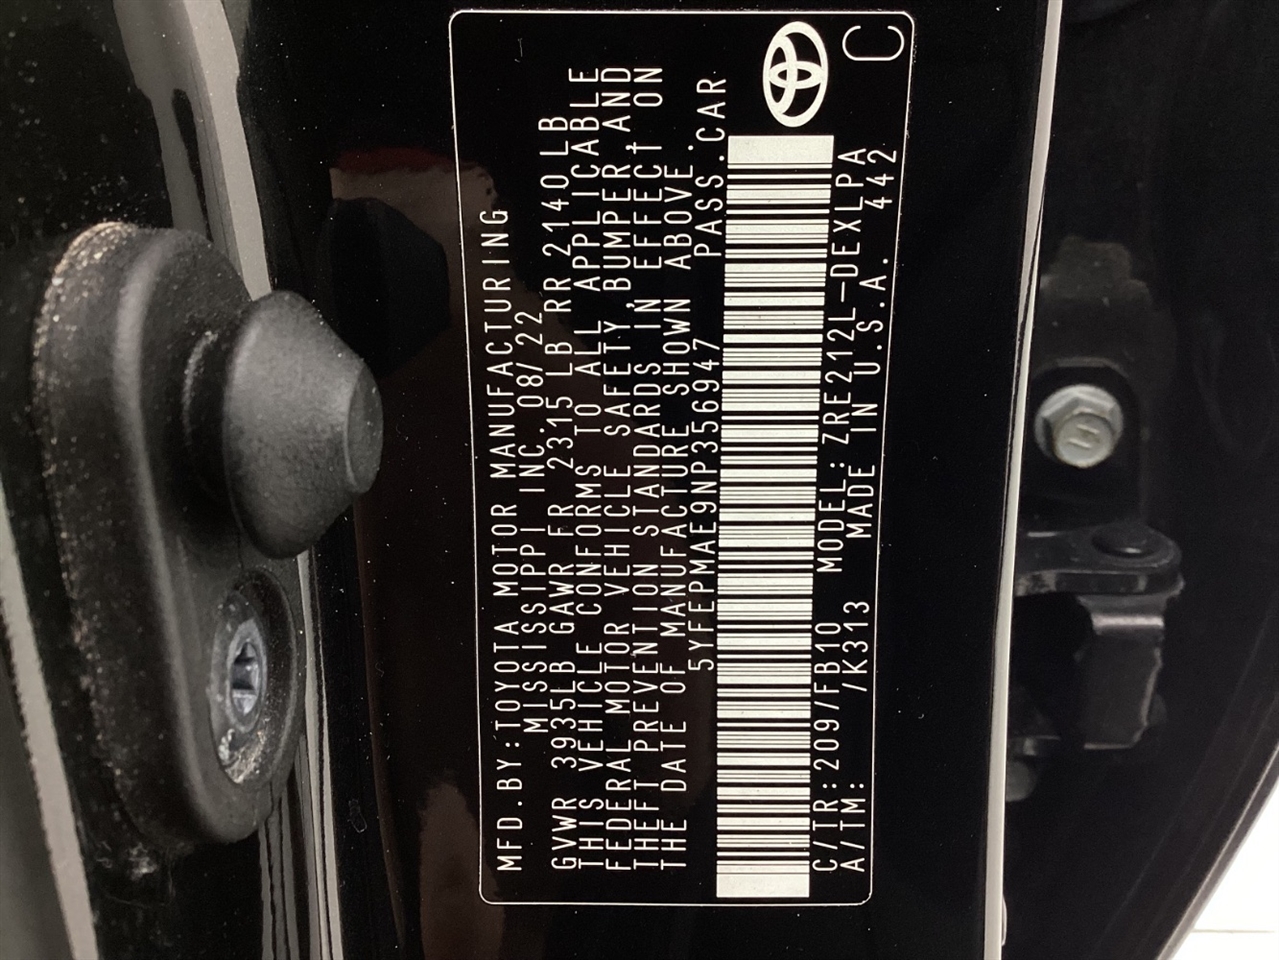 MFD.BY:TOYOTA MOTOR MANUFACTURING
MISSISSIPPI INC.08/22
GVWR 3935LB GAWR FR 2315 LB RR 2140LB
THIS VEHICLE CONFORMS TO ALL APPLICABLE
FEDERAL MOTOR VEHICLE SAFETY,BUMPER AND
THEFT PREVENTION STANDARDS IN EFFECT ON
THE DATE OF MANUFACTURE SHOWN ABOVE.
5YFEPMAE9NP356947 PASS.CAR
C/TR:209/FB10 MODEL:ZRE212L-DEXLPA
A/TM: /K313 MADE IN U.S.A. 442
C